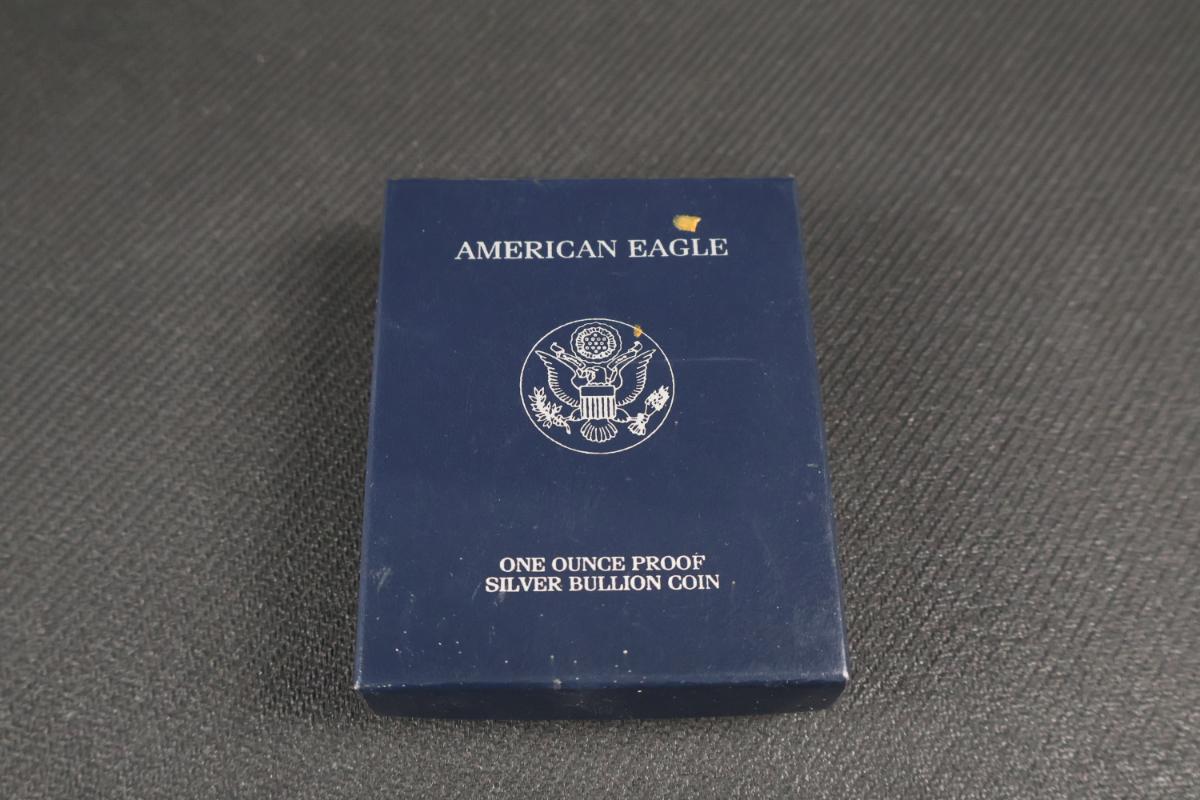 AMERICAN EAGLE
ONE OUNCE PROOF
SILVER BULLION COIN